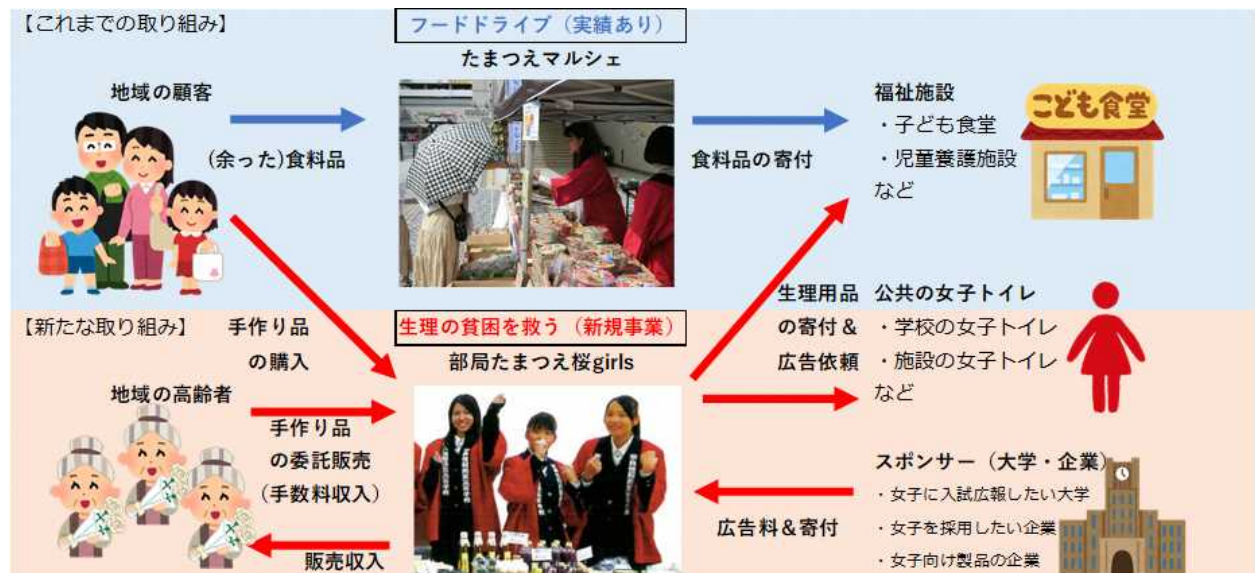 【これまでの取り組み】
フードドライブ（実績あり）
たまつえマルシェ
地域の顧客
(余った)食料品
食料品の寄付
福祉施設
・子ども食堂
・児童養護施設
など
こども食堂
【新たな取り組み】
手作り品
の購入
生理の貧困を救う（新規事業）
部局たまつえ桜girls
生理用品
の寄付＆
広告依頼
公共の女子トイレ
・学校の女子トイレ
・施設の女子トイレ
など
地域の高齢者
手作り品
の委託販売
（手数料収入）
販売収入
広告料＆寄付
スポンサー（大学・企業）
・女子に入試広報したい大学
・女子を採用したい企業
・女子向け製品の企業